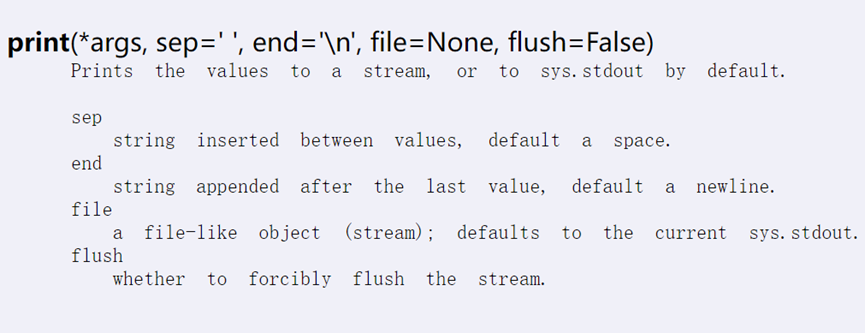 print(*args, sep=' ', end='\n', file=None, flush=False)
Prints the values to a stream, or to sys.stdout by default.
sep
string inserted between values, default a space.
end
string appended after the last value, default a newline.
file
a file-like object (stream); defaults to the current sys.stdout.
flush
whether to forcibly flush the stream.